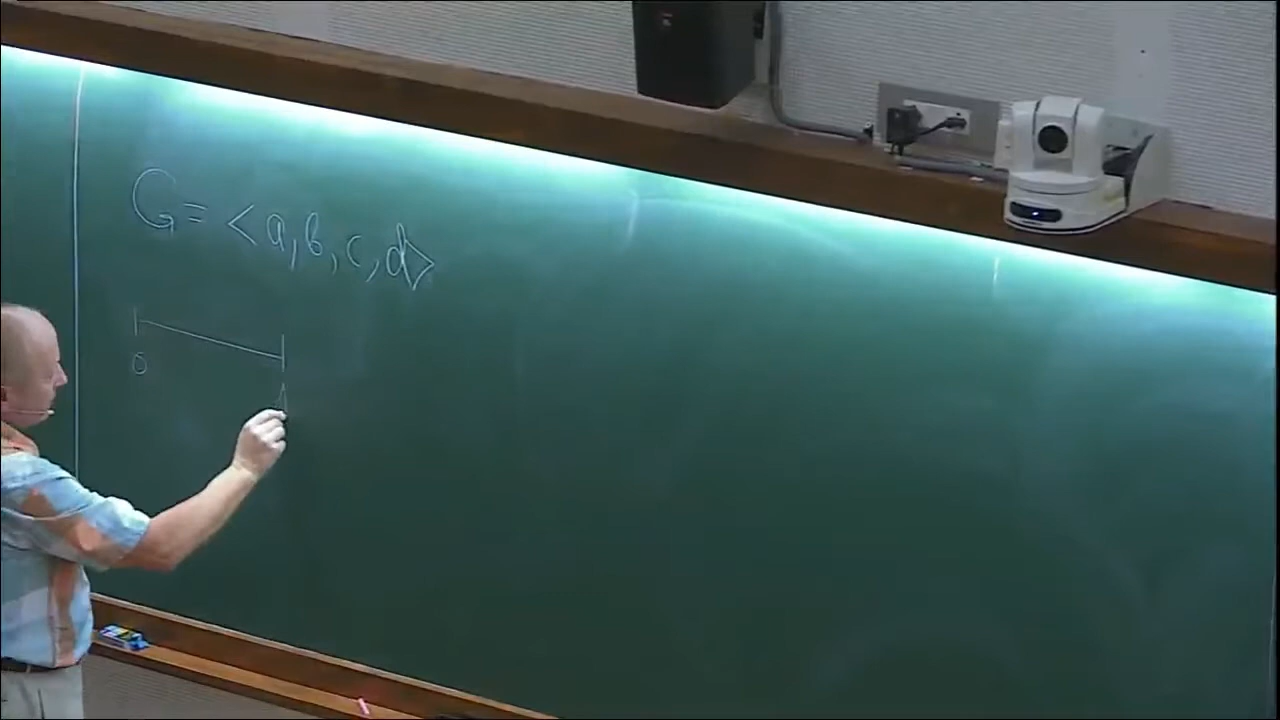 G = <a, b, c, d>
0 1